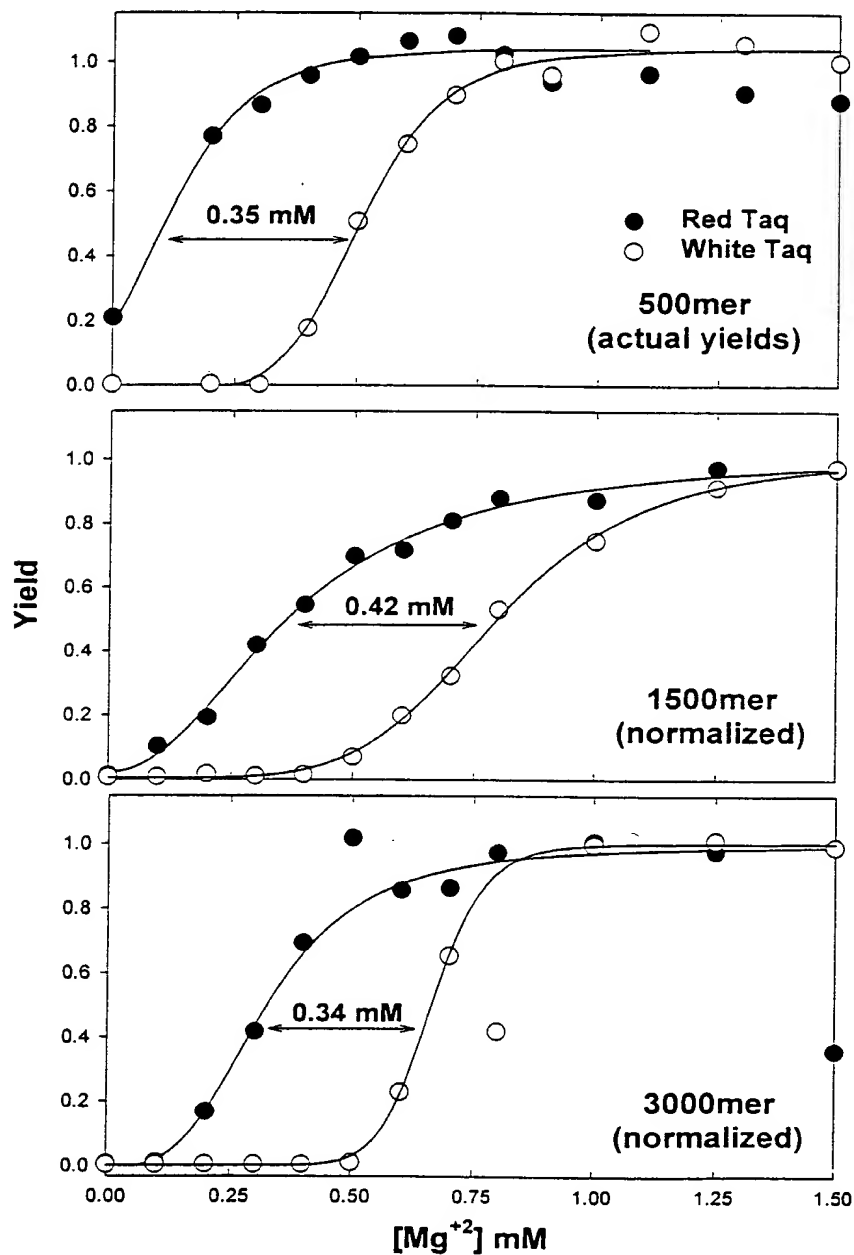 1.0
0.8
0.6
0.4
0.2
0.0
0.35 mM
Red Taq
White Taq
500mer
(actual yields)
Yield
1.0
0.8
0.6
0.4
0.2
0.0
0.42 mM
1500mer
(normalized)
1.0
0.8
0.6
0.4
0.2
0.0
0.34 mM
3000mer
(normalized)
0.00 0.25 0.50 0.75 1.00 1.25 1.50
[Mg+2] mM